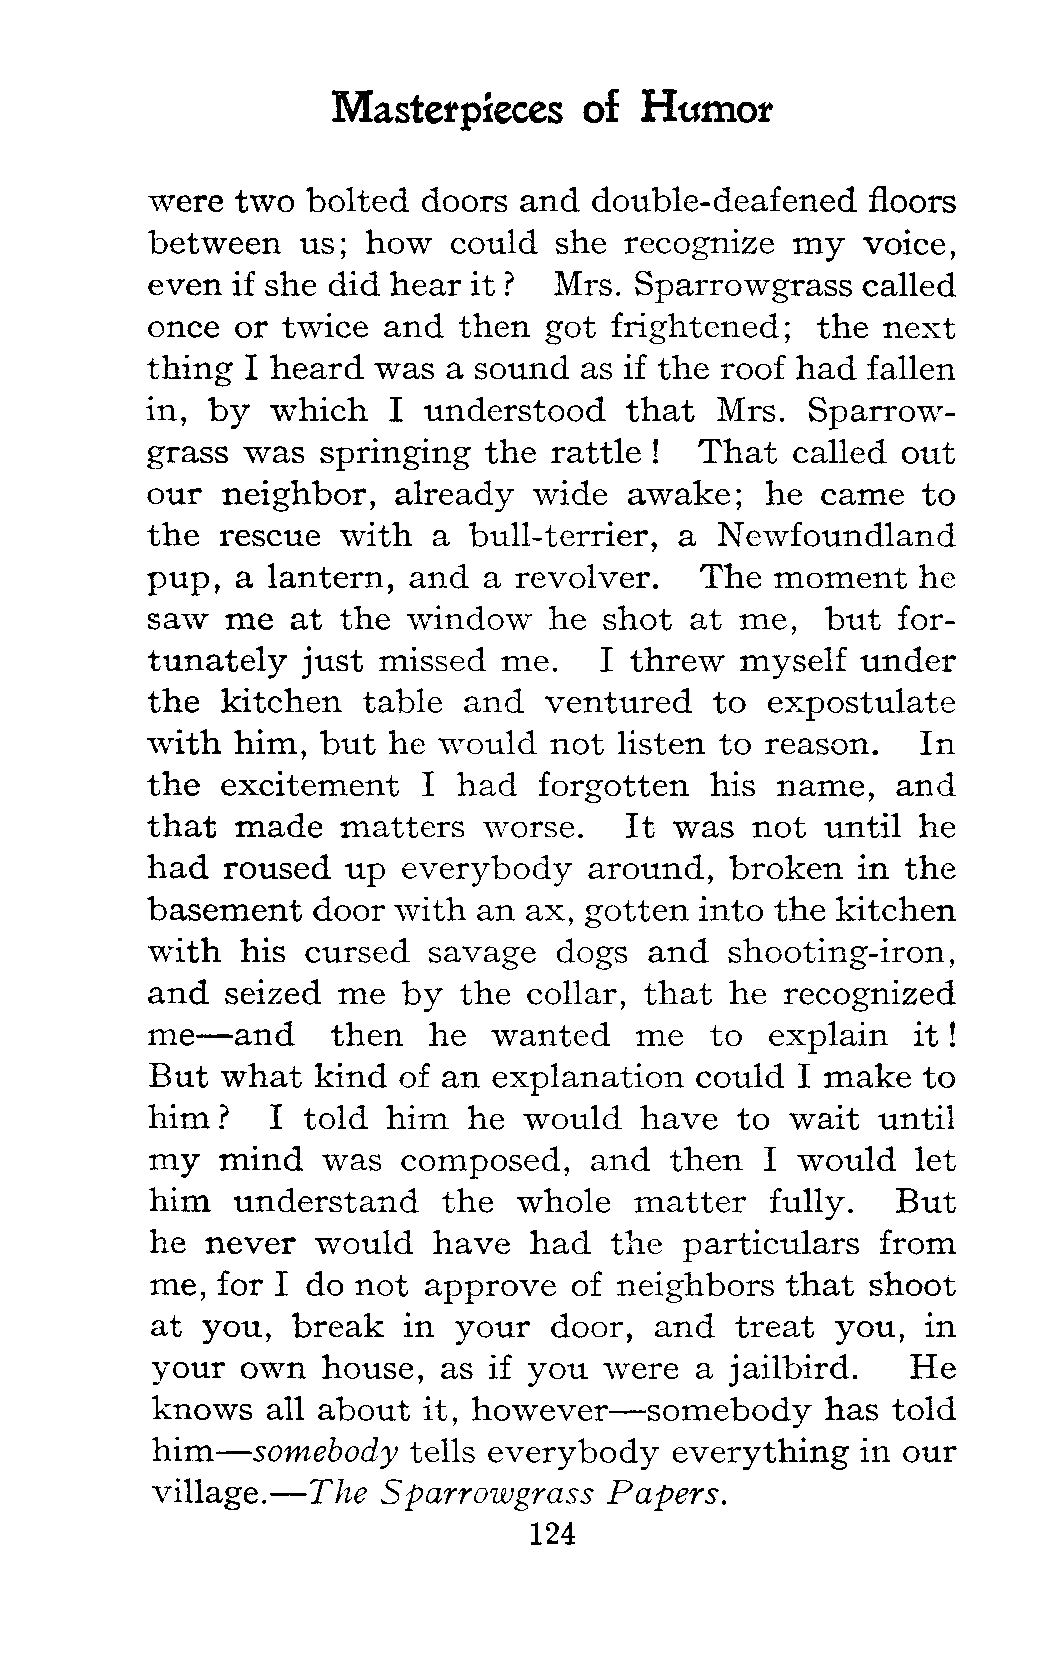 Masterpieces of Humor
were two bolted doors and double-deafened floors
between us; how could she recognize my voice,
even if she did hear it? Mrs. Sparrowgrass called
once or twice and then got frightened; the next
thing I heard was a sound as if the roof had fallen
in, by which I understood that Mrs. Sparrow-
grass was springing the rattle! That called out
our neighbor, already wide awake; he came to
the rescue with a bull-terrier, a Newfoundland
pup, a lantern, and a revolver. The moment he
saw me at the window he shot at me, but for-
tunately just missed me. I threw myself under
the kitchen table and ventured to expostulate
with him, but he would not listen to reason. In
the excitement I had forgotten his name, and
that made matters worse. It was not until he
had roused up everybody around, broken in the
basement door with an ax, gotten into the kitchen
with his cursed savage dogs and shooting-iron,
and seized me by the collar, that he recognized
me—and then he wanted me to explain it!
But what kind of an explanation could I make to
him? I told him he would have to wait until
my mind was composed, and then I would let
him understand the whole matter fully. But
he never would have had the particulars from
me, for I do not approve of neighbors that shoot
at you, break in your door, and treat you, in
your own house, as if you were a jailbird. He
knows all about it, however—somebody has told
him—somebody tells everybody everything in our
village.—The Sparrowgrass Papers.
124